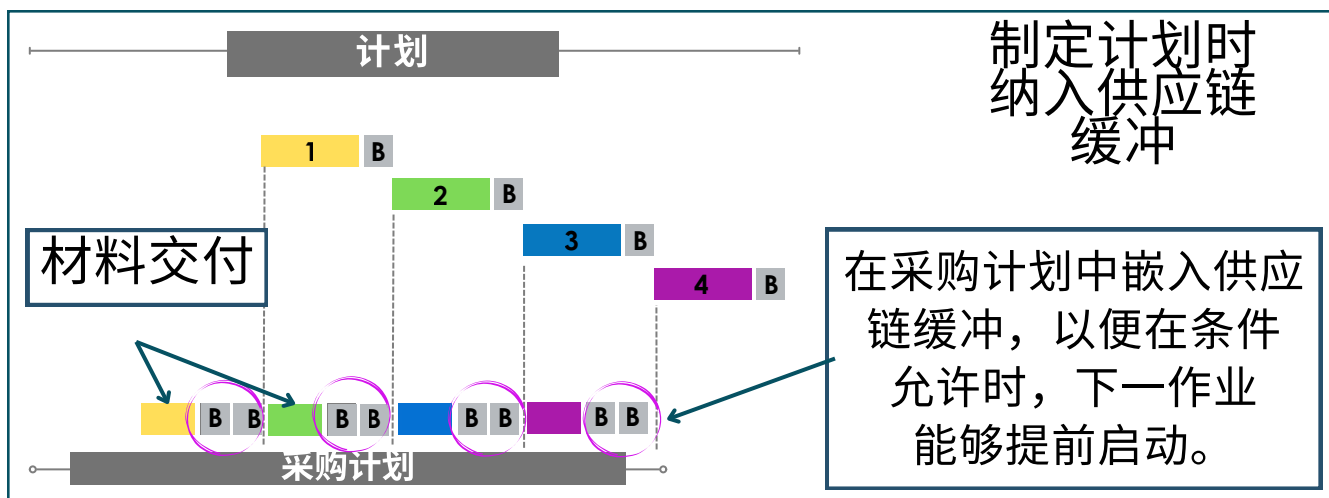 计划
制定计划时
纳入供应链
缓冲
1 B
2 B
3 B
4 B
材料交付
在采购计划中嵌入供应
链缓冲，以便在条件
允许时，下一作业
能够提前启动。
B B B B B B B B
采购计划